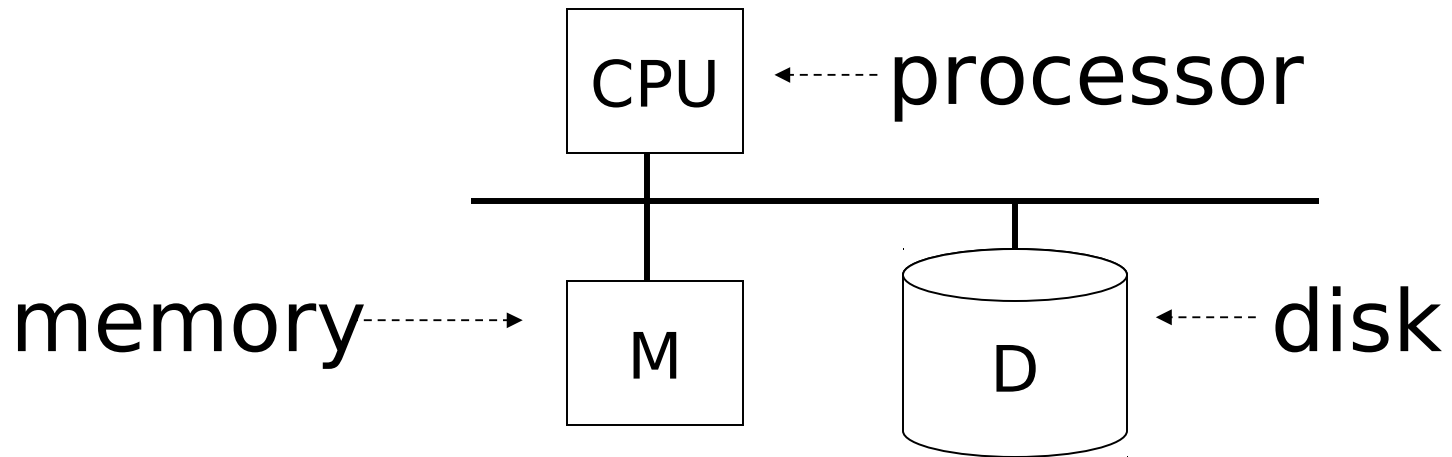 CPU
processor
memory
M
D
disk